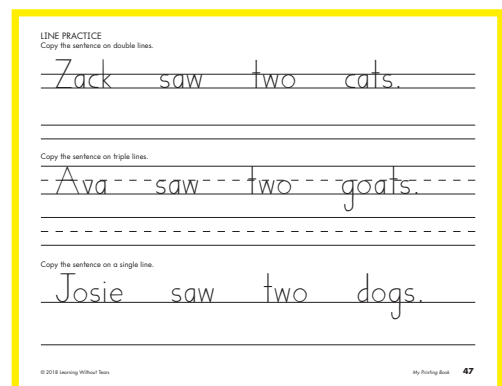 LINE PRACTICE
Copy the sentence on double lines.
Zack saw two cats.
Copy the sentence on triple lines.
Ava saw two goats.
Copy the sentence on a single line.
Josie saw two dogs.
© 2018 Learning Without Tears My Printing Book 47